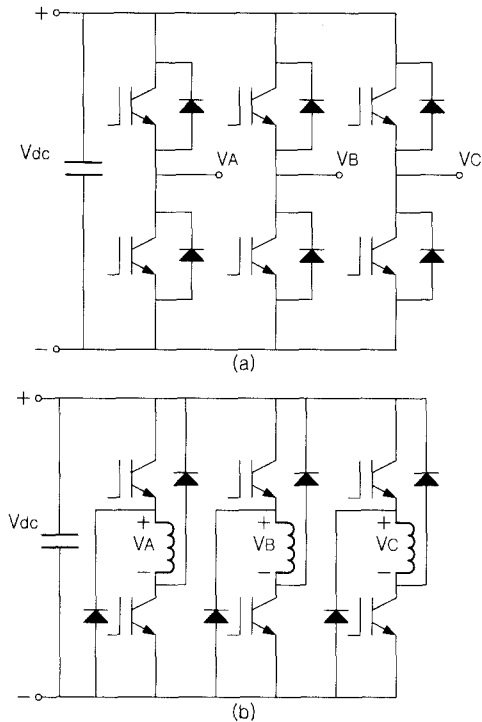 +
VA VB VC
Vdc
−
(a)
+
Vdc
+ + +
VA VB VC
− − −
−
(b)